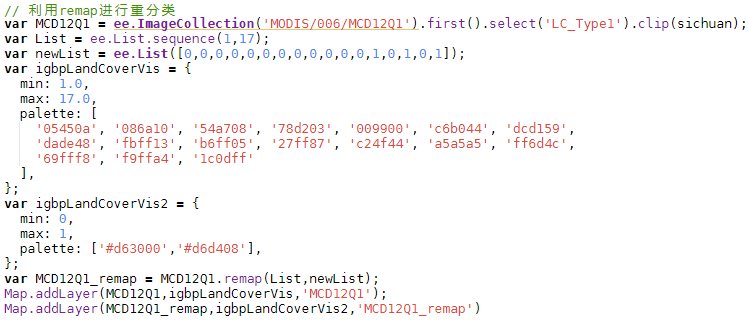 // 利用remap进行重分类
var MCD12Q1 = ee.ImageCollection('MODIS/006/MCD12Q1').first().select('LC_Type1').clip(sichuan);
var List = ee.List.sequence(1,17);
var newList = ee.List([0,0,0,0,0,0,0,0,0,0,0,0,1,0,1,0,1]);
var igbpLandCoverVis = {
  min: 1.0,
  max: 17.0,
  palette: [
    '05450a', '086a10', '54a708', '78d203', '009900', 'c6b044', 'dcd159',
    'dade48', 'fbff13', 'b6ff05', '27ff87', 'c24f44', 'a5a5a5', 'ff6d4c',
    '69fff8', 'f9ffa4', '1c0dff'
  ],
};
var igbpLandCoverVis2 = {
  min: 0,
  max: 1,
  palette: ['#d63000','#d6d408'],
};
var MCD12Q1_remap = MCD12Q1.remap(List,newList);
Map.addLayer(MCD12Q1,igbpLandCoverVis,'MCD12Q1');
Map.addLayer(MCD12Q1_remap,igbpLandCoverVis2,'MCD12Q1_remap')